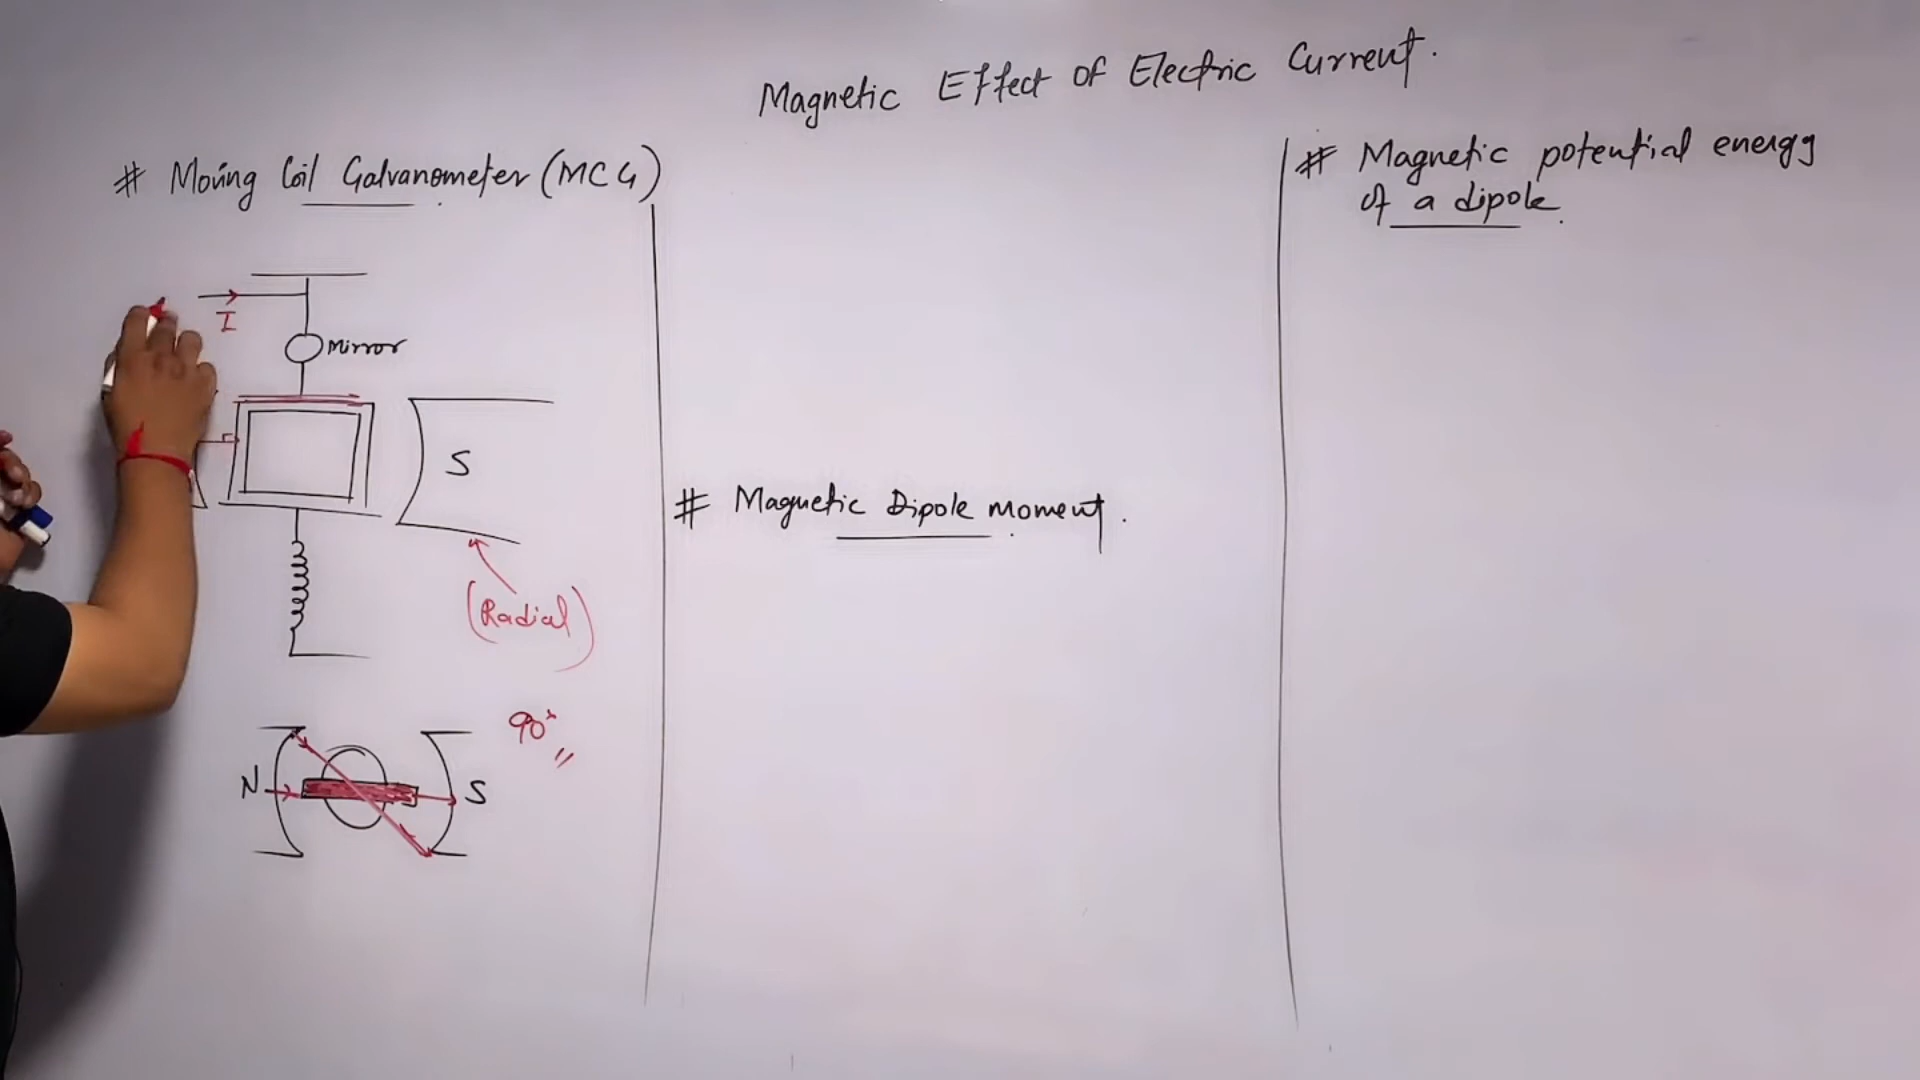 Magnetic Effect of Electric Current.
# Moving Coil Galvanometer (MCG)
I
Mirror
S
(Radial)
90°
N
S
# Magnetic Dipole moment.
# Magnetic potential energy
of a dipole.